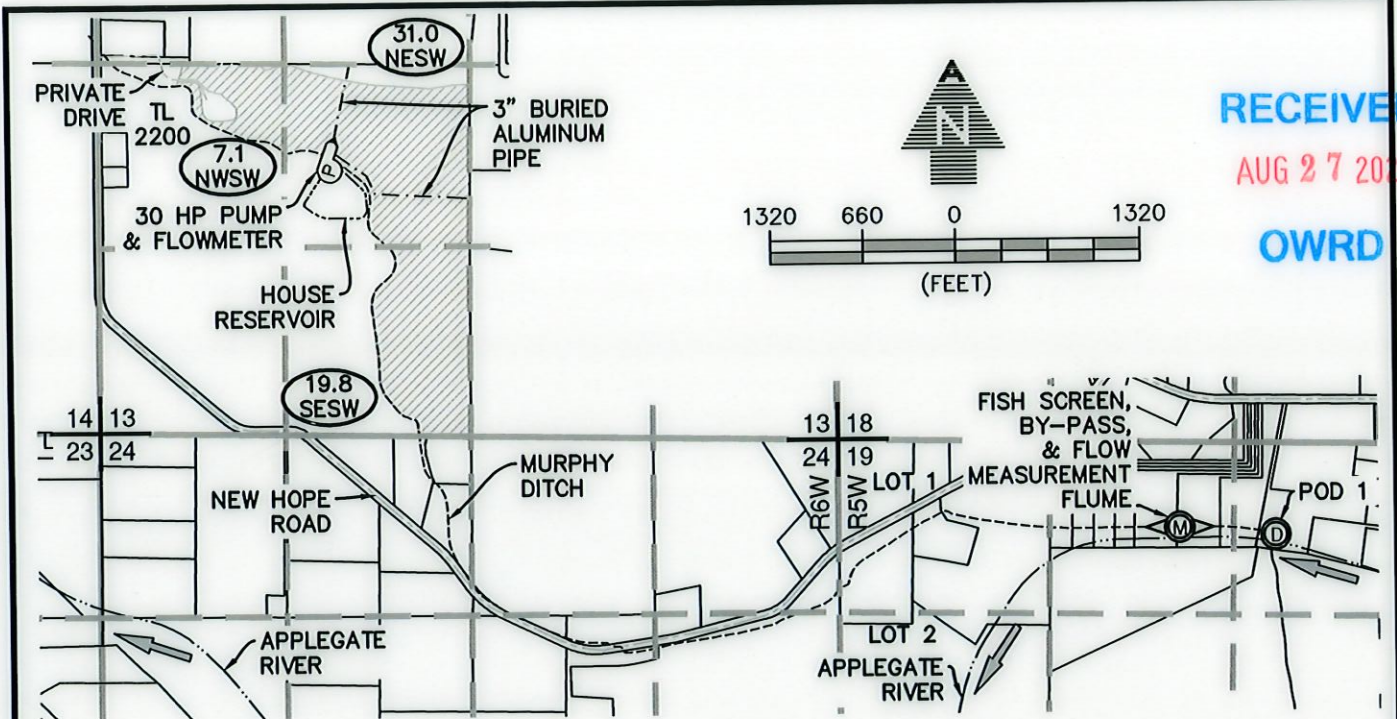 31.0
NESW
PRIVATE
DRIVE
TL
2200
7.1
NWSW
3" BURIED
ALUMINUM
PIPE
P
30 HP PUMP
& FLOWMETER
HOUSE
RESERVOIR
N
1320 660 0 1320
(FEET)
RECEIVE
AUG 27 202
OWRD
19.8
SESW
14 13
23 24
NEW HOPE
ROAD
MURPHY
DITCH
13 18
24 19
R6W
R5W
LOT 1
LOT 2
FISH SCREEN,
BY-PASS,
& FLOW
MEASUREMENT
FLUME
M
POD 1
D
APPLEGATE
RIVER
APPLEGATE
RIVER